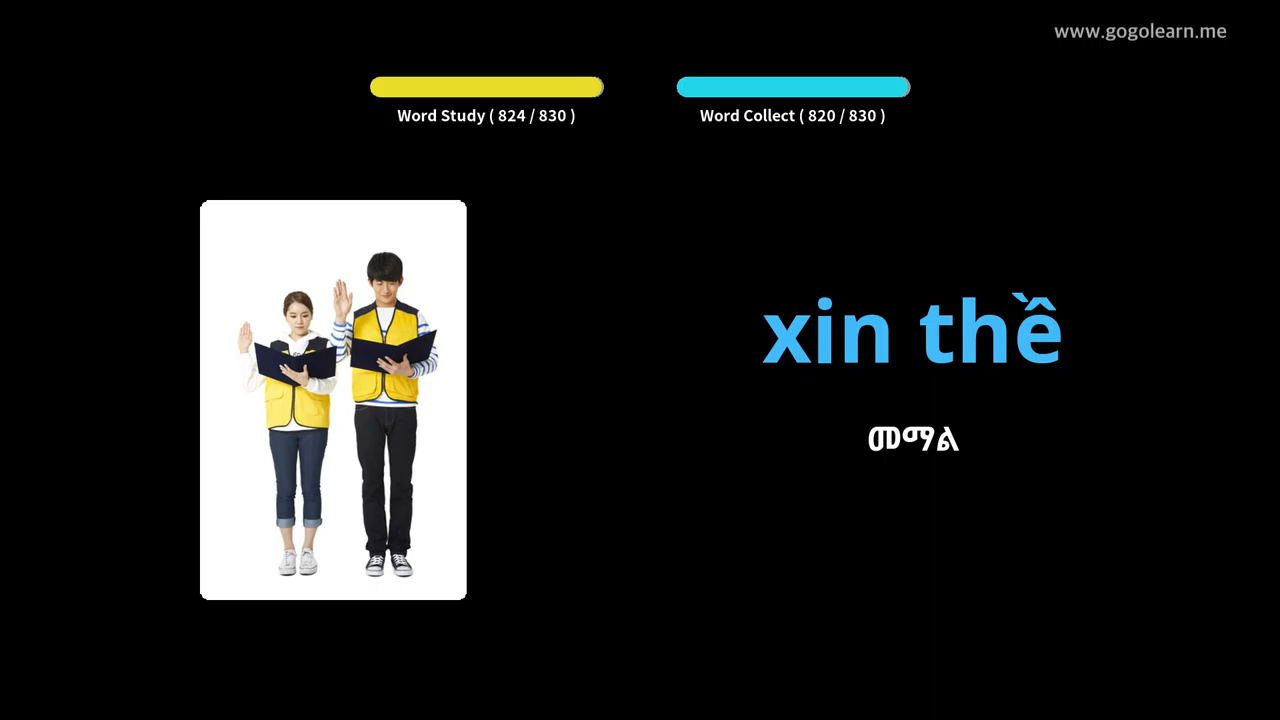 www.gogolearn.me
Word Study ( 824 / 830 )
Word Collect ( 820 / 830 )
xin thề
መማል